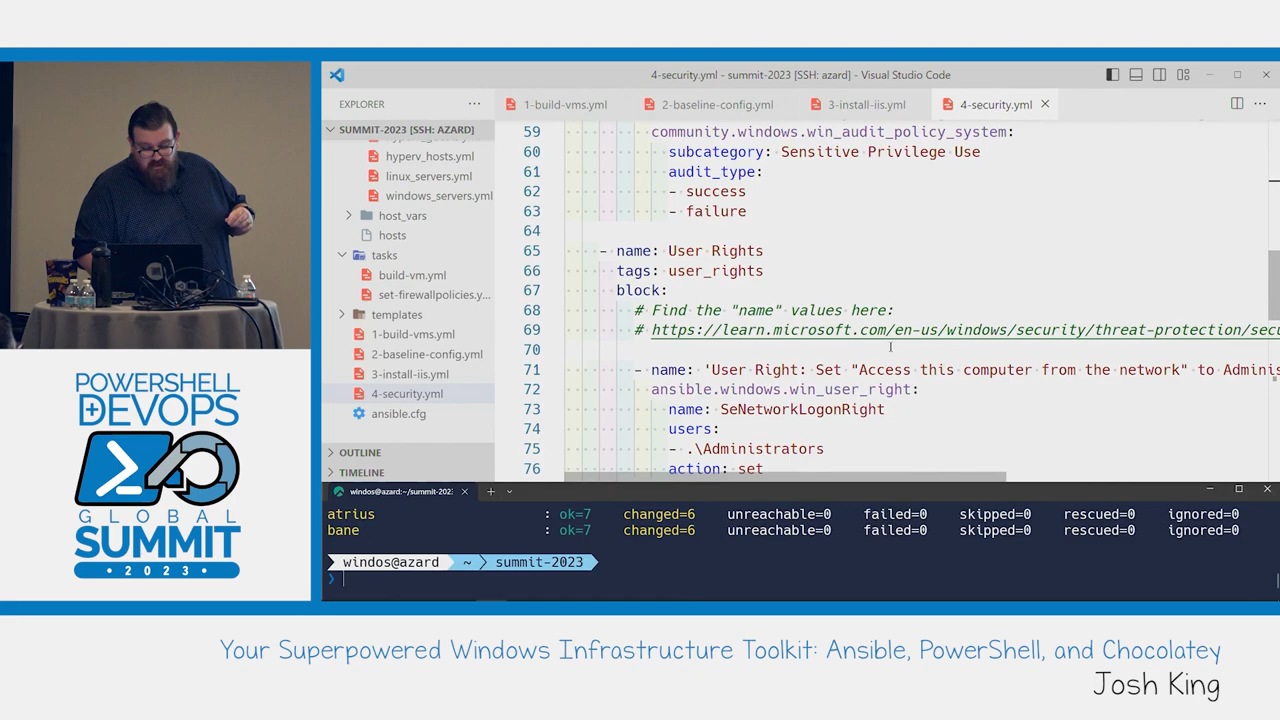 4-security.yml - summit-2023 [SSH: azard] - Visual Studio Code
EXPLORER
1-build-vms.yml
2-baseline-config.yml
3-install-iis.yml
4-security.yml
SUMMIT-2023 [SSH: AZARD]
hyperv_hosts.yml
linux_servers.yml
windows_servers.yml
host_vars
hosts
tasks
build-vm.yml
set-firewallpolicies.y...
templates
1-build-vms.yml
2-baseline-config.yml
3-install-iis.yml
4-security.yml
ansible.cfg
OUTLINE
TIMELINE
59 community.windows.win_audit_policy_system:
60 subcategory: Sensitive Privilege Use
61 audit_type:
62 - success
63 - failure
64
65 - name: User Rights
66 tags: user_rights
67 block:
68 # Find the "name" values here:
69 # https://learn.microsoft.com/en-us/windows/security/threat-protection/sec
70
71 - name: 'User Right: Set "Access this computer from the network" to Adminis
72 ansible.windows.win_user_right:
73 name: SeNetworkLogonRight
74 users:
75 - .\Administrators
76 action: set
windos@azard:~/summit-202
atrius : ok=7 changed=6 unreachable=0 failed=0 skipped=0 rescued=0 ignored=0
bane : ok=7 changed=6 unreachable=0 failed=0 skipped=0 rescued=0 ignored=0
windos@azard ~ summit-2023
POWERSHELL
+DEVOPS
GLOBAL
SUMMIT
· 2023 ·
Your Superpowered Windows Infrastructure Toolkit: Ansible, PowerShell, and Chocolatey
Josh King